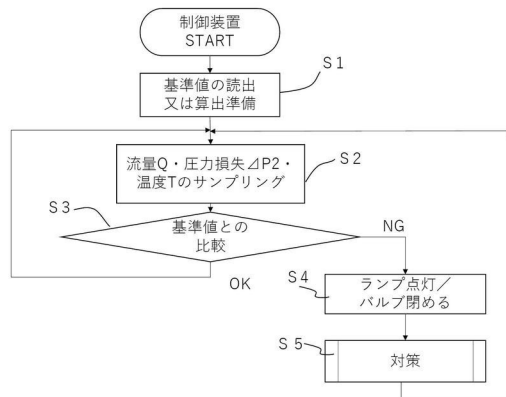 制御装置
START
S1
基準値の読出
又は算出準備
S2
流量Q・圧力損失⊿P2・
温度Tのサンプリング
S3
基準値との
比較
NG
OK
S4
ランプ点灯／
バルブ閉める
S5
対策